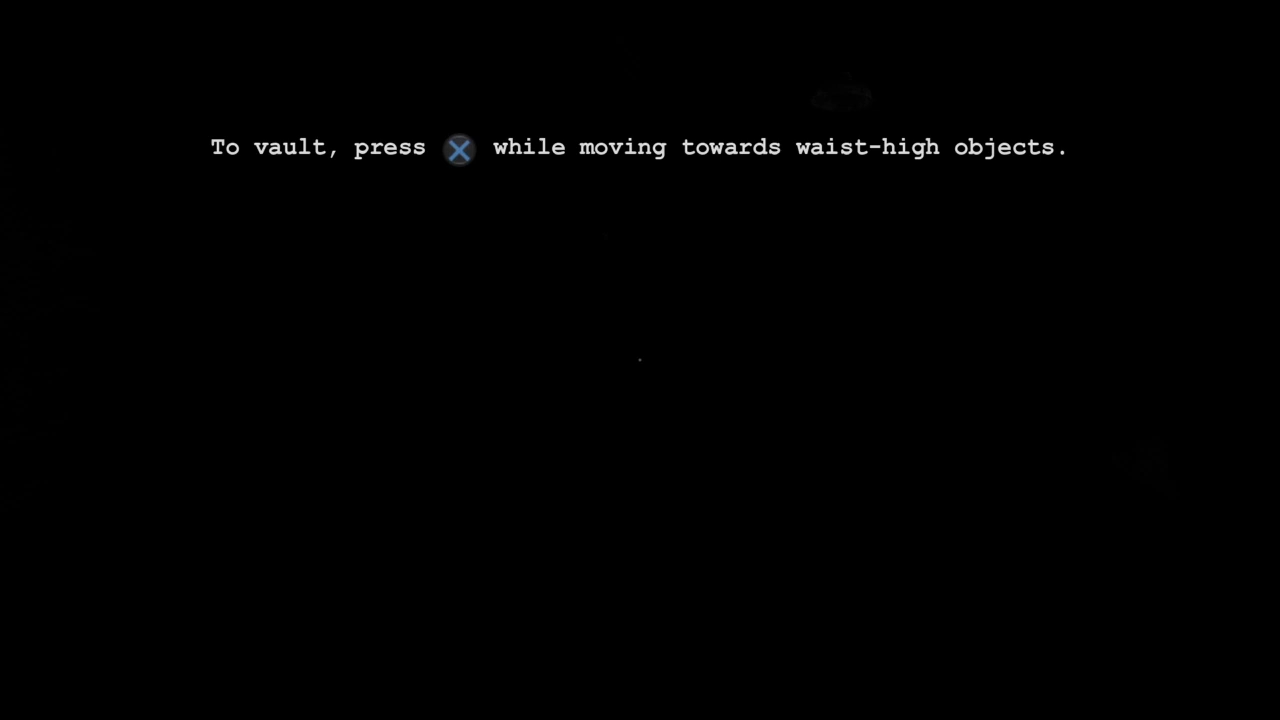 To vault, press ⓧ while moving towards waist-high objects.